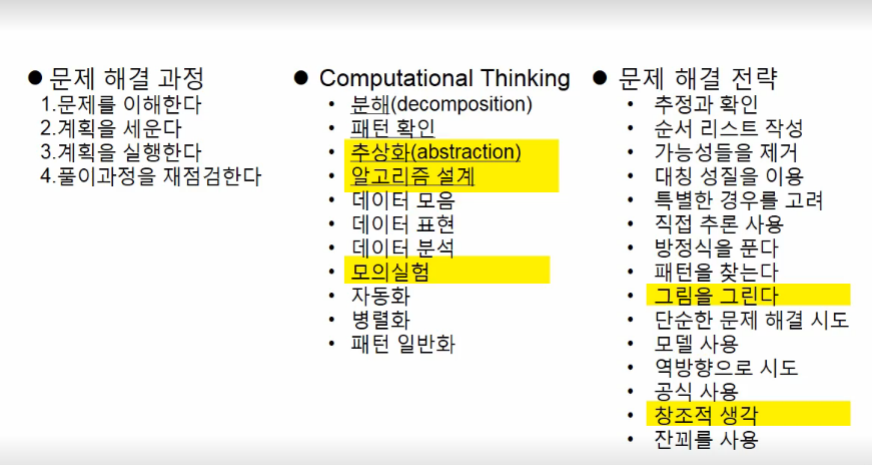 ● 문제 해결 과정
1.문제를 이해한다
2.계획을 세운다
3.계획을 실행한다
4.풀이과정을 재점검한다
● Computational Thinking
• 분해(decomposition)
• 패턴 확인
• 추상화(abstraction)
• 알고리즘 설계
• 데이터 모음
• 데이터 표현
• 데이터 분석
• 모의실험
• 자동화
• 병렬화
• 패턴 일반화
● 문제 해결 전략
• 추정과 확인
• 순서 리스트 작성
• 가능성들을 제거
• 대칭 성질을 이용
• 특별한 경우를 고려
• 직접 추론 사용
• 방정식을 푼다
• 패턴을 찾는다
• 그림을 그린다
• 단순한 문제 해결 시도
• 모델 사용
• 역방향으로 시도
• 공식 사용
• 창조적 생각
• 잔꾀를 사용